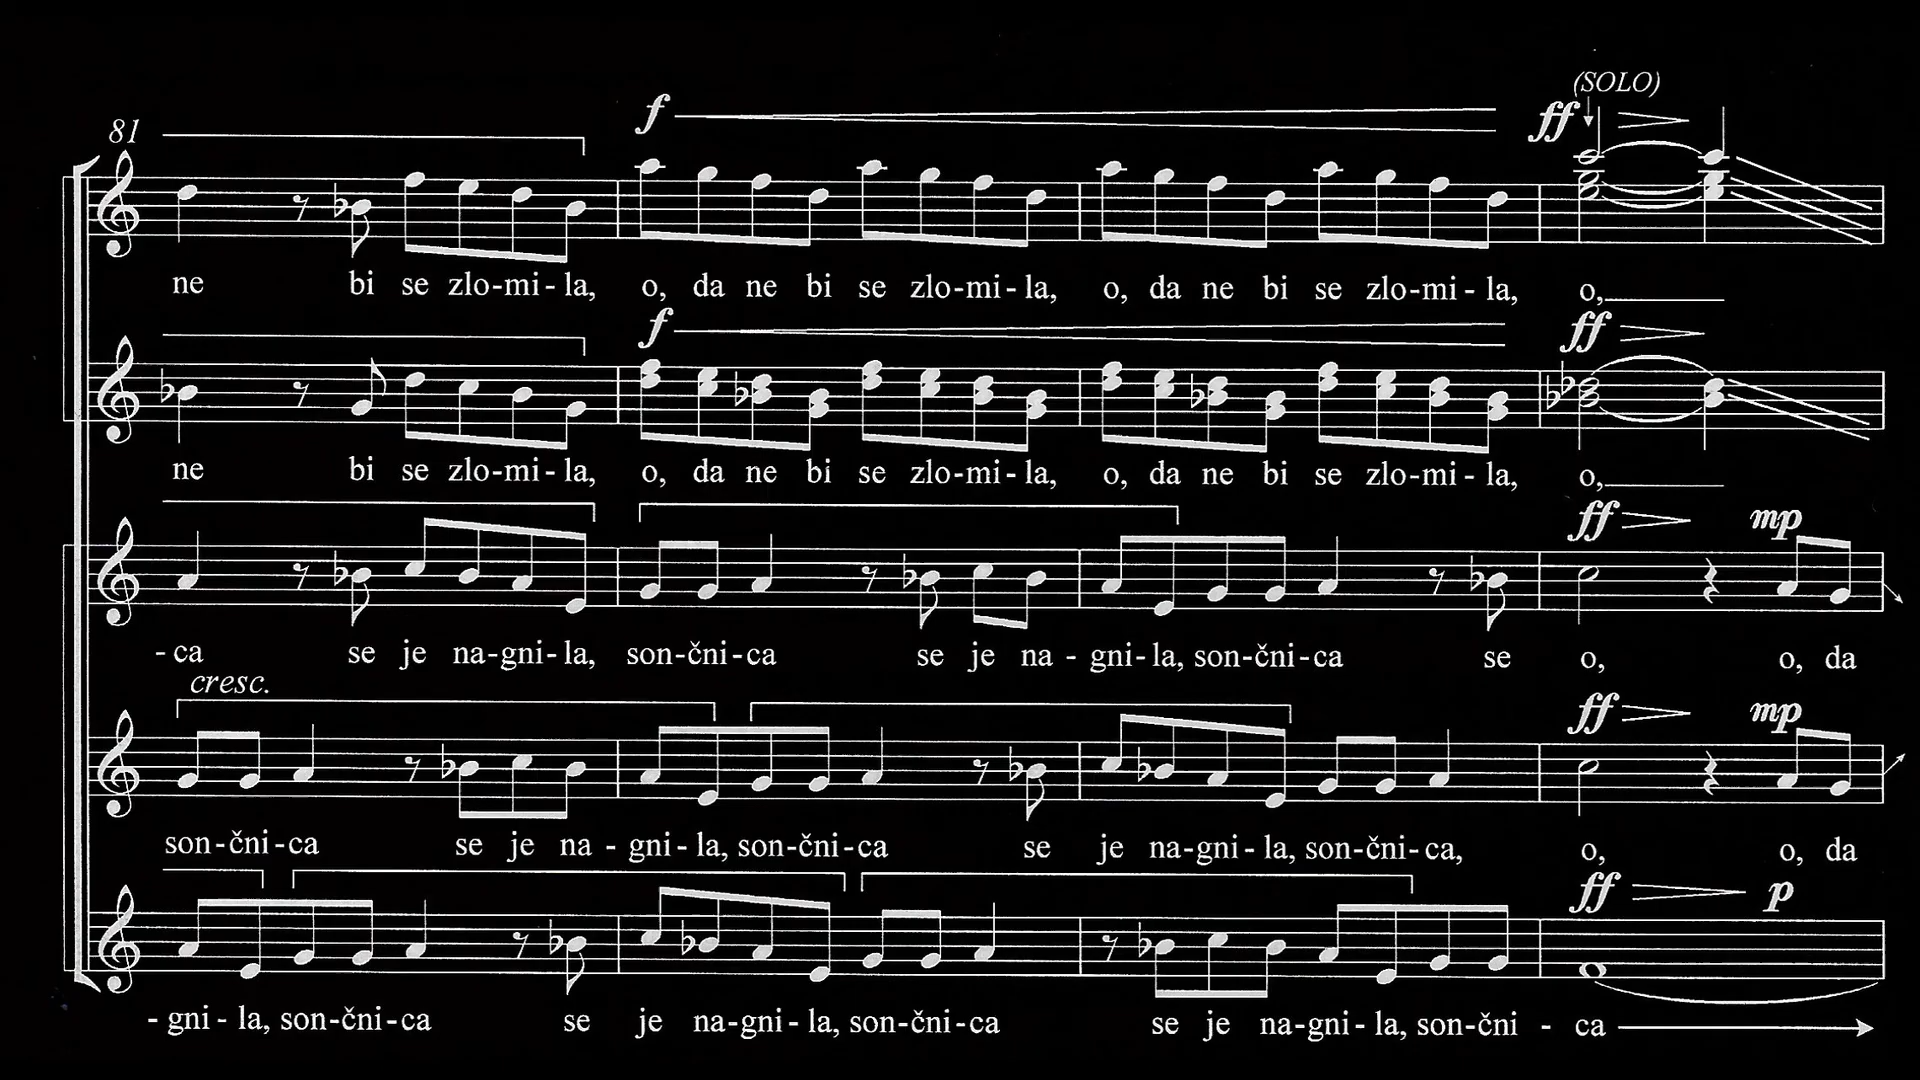 (SOLO)
81 f ff
ne bi se zlo-mi-la, o, da ne bi se zlo-mi-la, o, da ne bi se zlo-mi-la, o,
f ff
ne bi se zlo-mi-la, o, da ne bi se zlo-mi-la, o, da ne bi se zlo-mi-la, o,
ff mp
-ca se je na-gni-la, son-čni-ca se je na-gni-la, son-čni-ca se o, o, da
cresc. ff mp
son-čni-ca se je na-gni-la, son-čni-ca se je na-gni-la, son-čni-ca, o, o, da
ff p
-gni-la, son-čni-ca se je na-gni-la, son-čni-ca se je na-gni-la, son-čni-ca